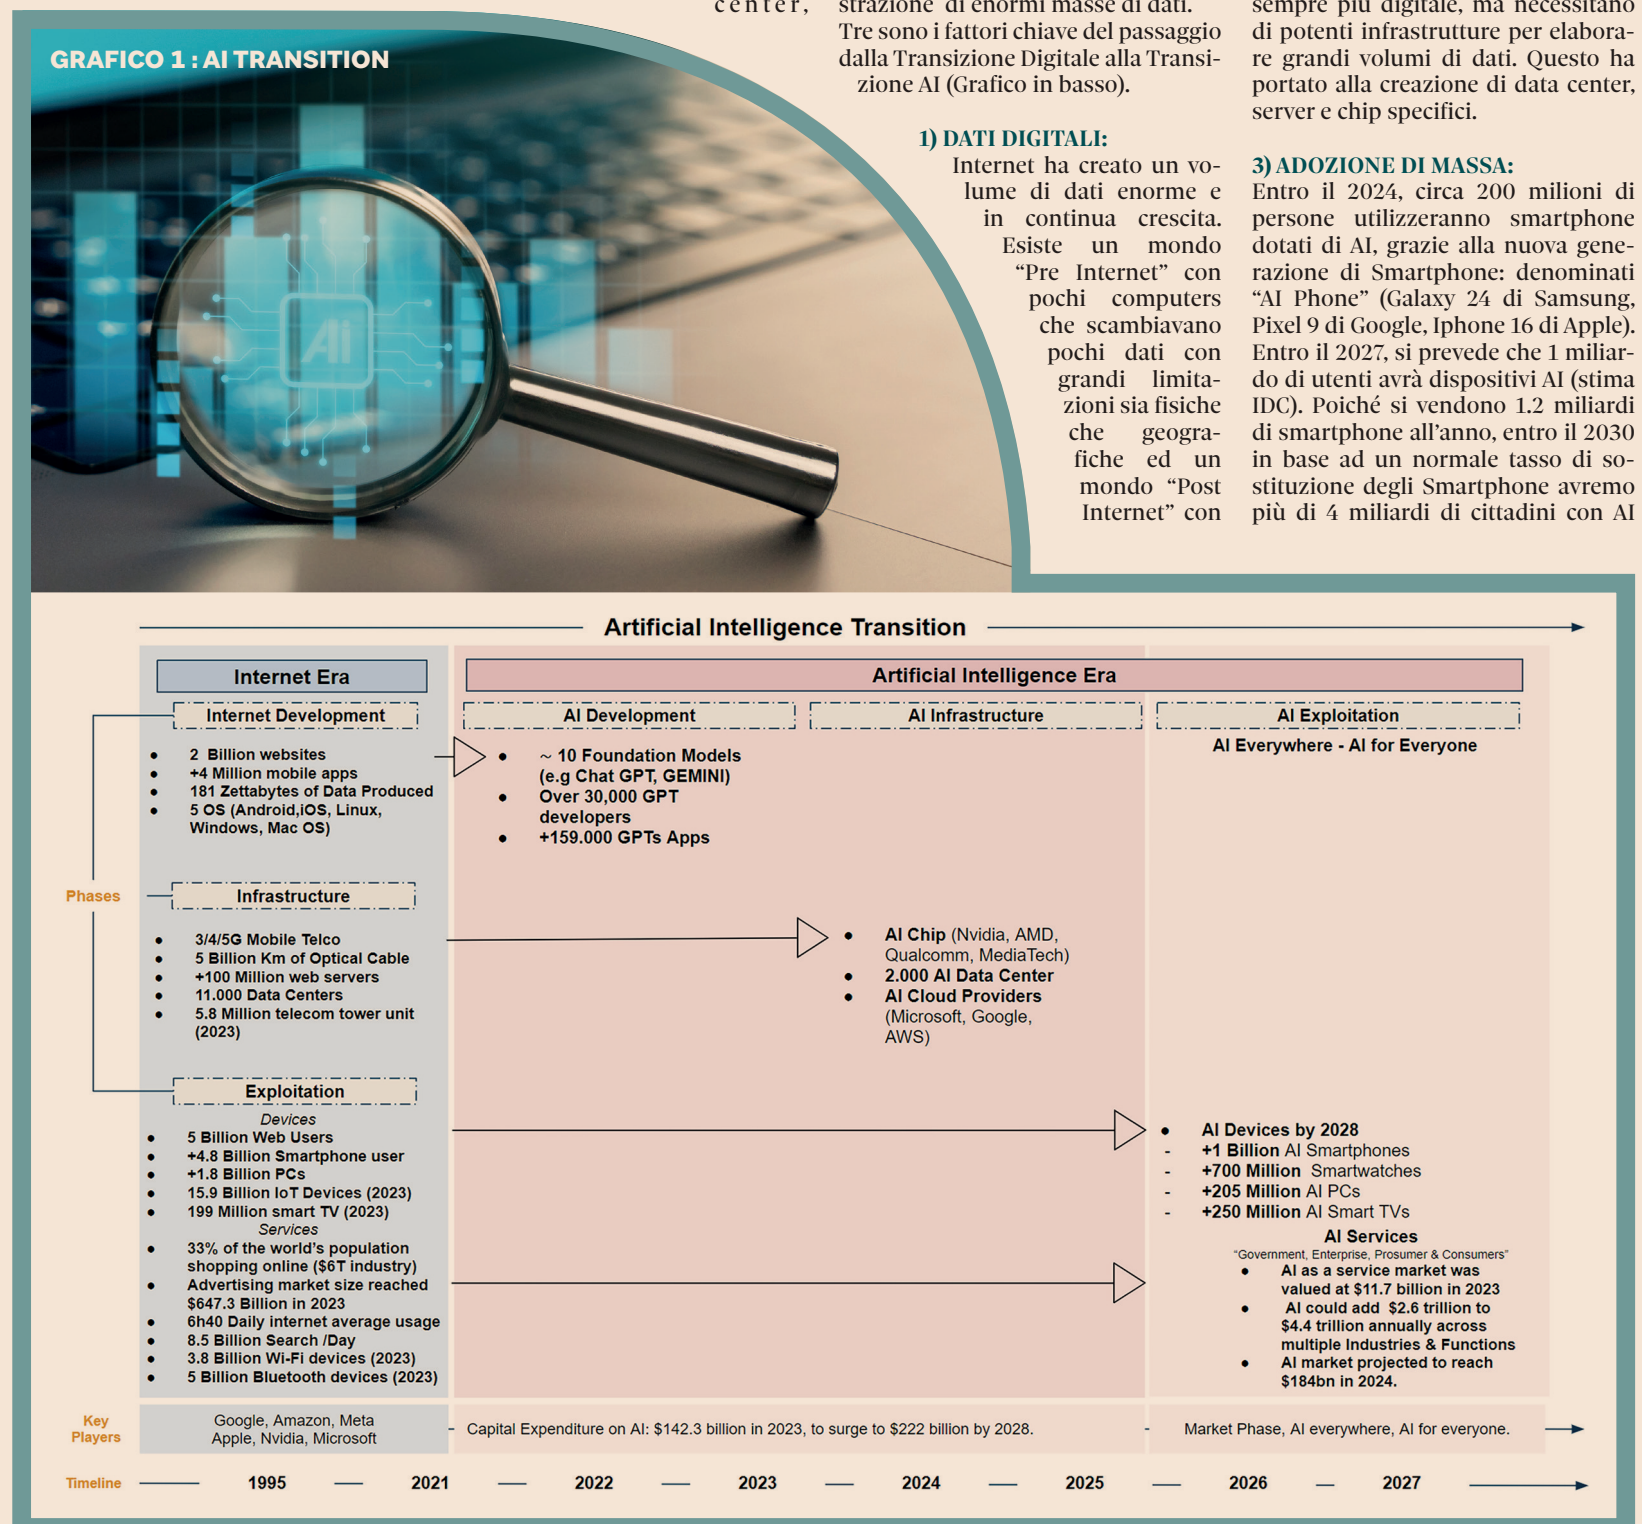 center,
strazione di enormi masse di dati.
Tre sono i fattori chiave del passaggio
dalla Transizione Digitale alla Transi-
zione AI (Grafico in basso).
1) DATI DIGITALI:
Internet ha creato un vo-
lume di dati enorme e
in continua crescita.
Esiste un mondo
“Pre Internet” con
pochi computers
che scambiavano
pochi dati con
grandi limita-
zioni sia fisiche
che geogra-
fiche ed un
mondo “Post
Internet” con
sempre più digitale, ma necessitano
di potenti infrastrutture per elabora-
re grandi volumi di dati. Questo ha
portato alla creazione di data center,
server e chip specifici.
3) ADOZIONE DI MASSA:
Entro il 2024, circa 200 milioni di
persone utilizzeranno smartphone
dotati di AI, grazie alla nuova gene-
razione di Smartphone: denominati
“AI Phone” (Galaxy 24 di Samsung,
Pixel 9 di Google, Iphone 16 di Apple).
Entro il 2027, si prevede che 1 miliar-
do di utenti avrà dispositivi AI (stima
IDC). Poiché si vendono 1.2 miliardi
di smartphone all’anno, entro il 2030
in base ad un normale tasso di so-
stituzione degli Smartphone avremo
più di 4 miliardi di cittadini con AI
GRAFICO 1 : AI TRANSITION
Ai
Artificial Intelligence Transition
Internet Era
Artificial Intelligence Era
Phases
Internet Development
• 2 Billion websites
• +4 Million mobile apps
• 181 Zettabytes of Data Produced
• 5 OS (Android,iOS, Linux,
Windows, Mac OS)
Infrastructure
• 3/4/5G Mobile Telco
• 5 Billion Km of Optical Cable
• +100 Million web servers
• 11.000 Data Centers
• 5.8 Million telecom tower unit
(2023)
Exploitation
Devices
• 5 Billion Web Users
• +4.8 Billion Smartphone user
• +1.8 Billion PCs
• 15.9 Billion IoT Devices (2023)
• 199 Million smart TV (2023)
Services
• 33% of the world’s population
shopping online ($6T industry)
• Advertising market size reached
$647.3 Billion in 2023
• 6h40 Daily internet average usage
• 8.5 Billion Search /Day
• 3.8 Billion Wi-Fi devices (2023)
• 5 Billion Bluetooth devices (2023)
AI Development
• ~ 10 Foundation Models
(e.g Chat GPT, GEMINI)
• Over 30,000 GPT
developers
• +159.000 GPTs Apps
AI Infrastructure
• AI Chip (Nvidia, AMD,
Qualcomm, MediaTech)
• 2.000 AI Data Center
• AI Cloud Providers
(Microsoft, Google,
AWS)
AI Exploitation
AI Everywhere - AI for Everyone
• AI Devices by 2028
- +1 Billion AI Smartphones
- +700 Million Smartwatches
- +205 Million AI PCs
- +250 Million AI Smart TVs
AI Services
“Government, Enterprise, Prosumer & Consumers”
• AI as a service market was
valued at $11.7 billion in 2023
• AI could add $2.6 trillion to
$4.4 trillion annually across
multiple Industries & Functions
• AI market projected to reach
$184bn in 2024.
Key
Players
Google, Amazon, Meta
Apple, Nvidia, Microsoft
Capital Expenditure on AI: $142.3 billion in 2023, to surge to $222 billion by 2028.
Market Phase, AI everywhere, AI for everyone.
Timeline 1995 2021 2022 2023 2024 2025 2026 2027